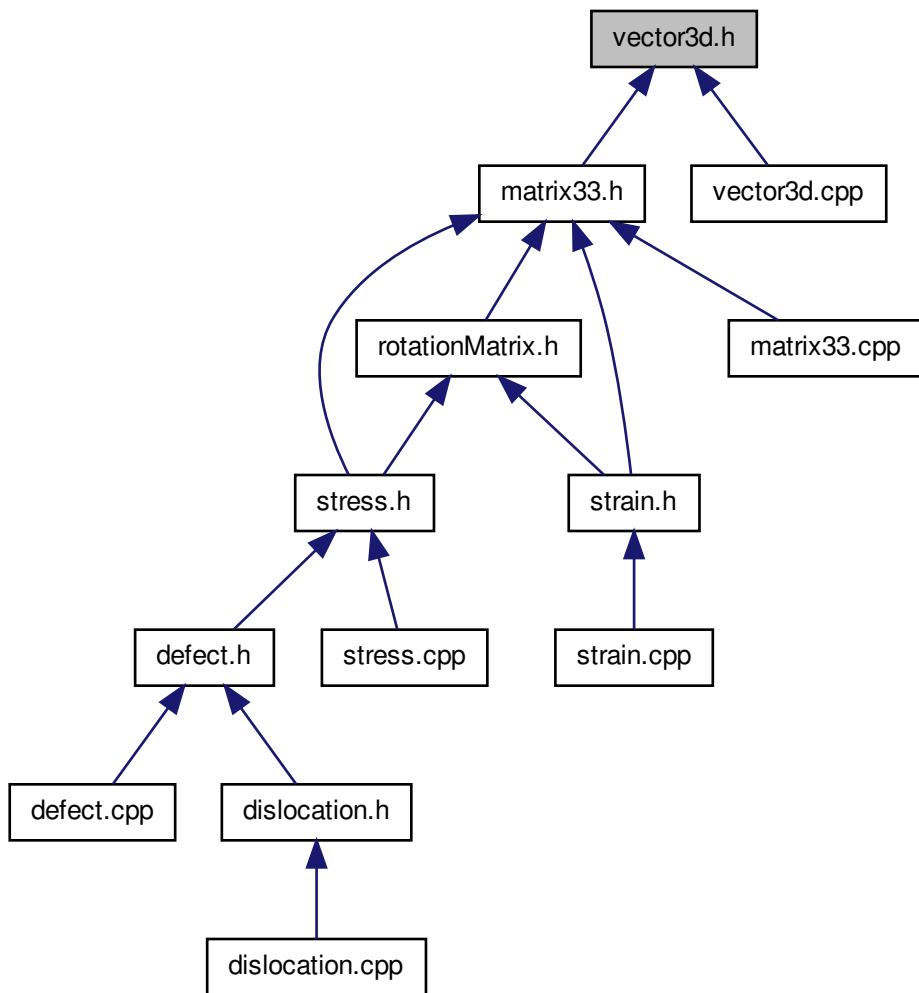 vector3d.h
matrix33.h
vector3d.cpp
rotationMatrix.h
matrix33.cpp
stress.h
strain.h
defect.h
stress.cpp
strain.cpp
defect.cpp
dislocation.h
dislocation.cpp